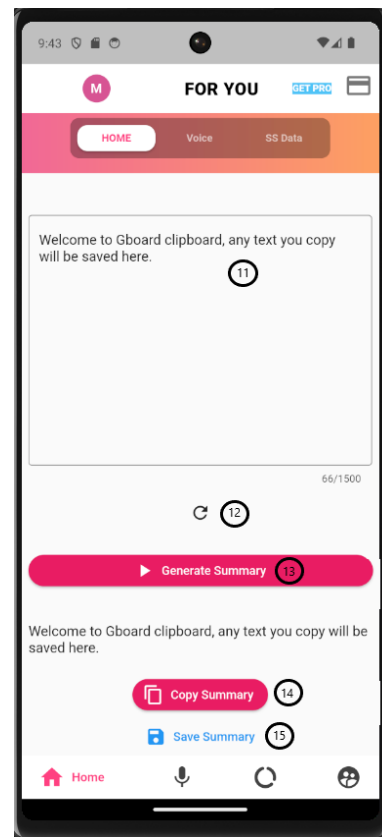 9:43
M FOR YOU GET PRO
HOME Voice SS Data
Welcome to Gboard clipboard, any text you copy
will be saved here.
11
66/1500
12
Generate Summary 13
Welcome to Gboard clipboard, any text you copy will be
saved here.
Copy Summary 14
Save Summary 15
Home